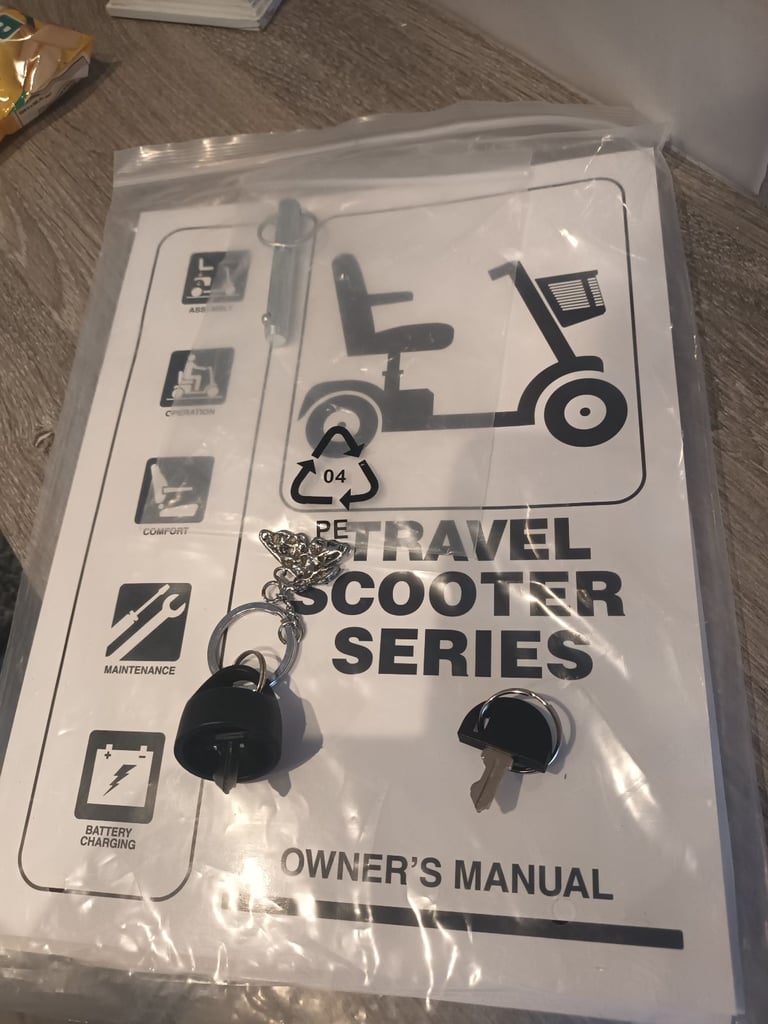 ASSEMBLY
OPERATION
COMFORT
MAINTENANCE
BATTERY
CHARGING
04
PE
TRAVEL
SCOOTER
SERIES
OWNER'S MANUAL